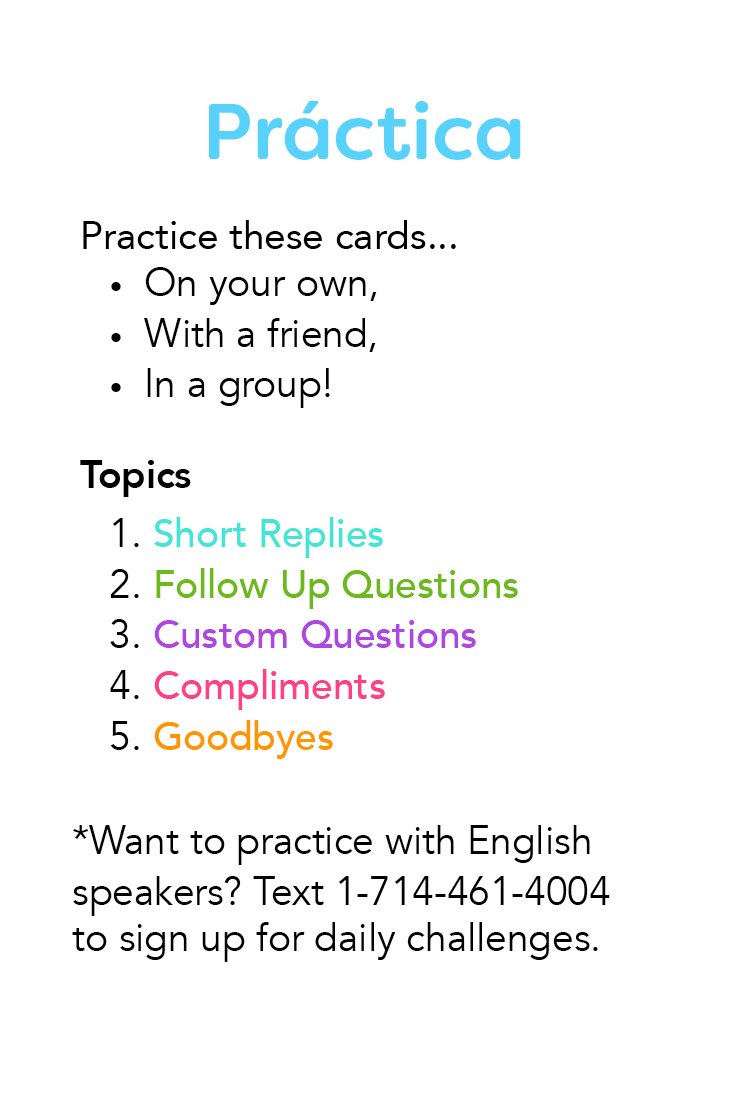 Práctica
Practice these cards...
• On your own,
• With a friend,
• In a group!
Topics
1. Short Replies
2. Follow Up Questions
3. Custom Questions
4. Compliments
5. Goodbyes
*Want to practice with English
speakers? Text 1-714-461-4004
to sign up for daily challenges.